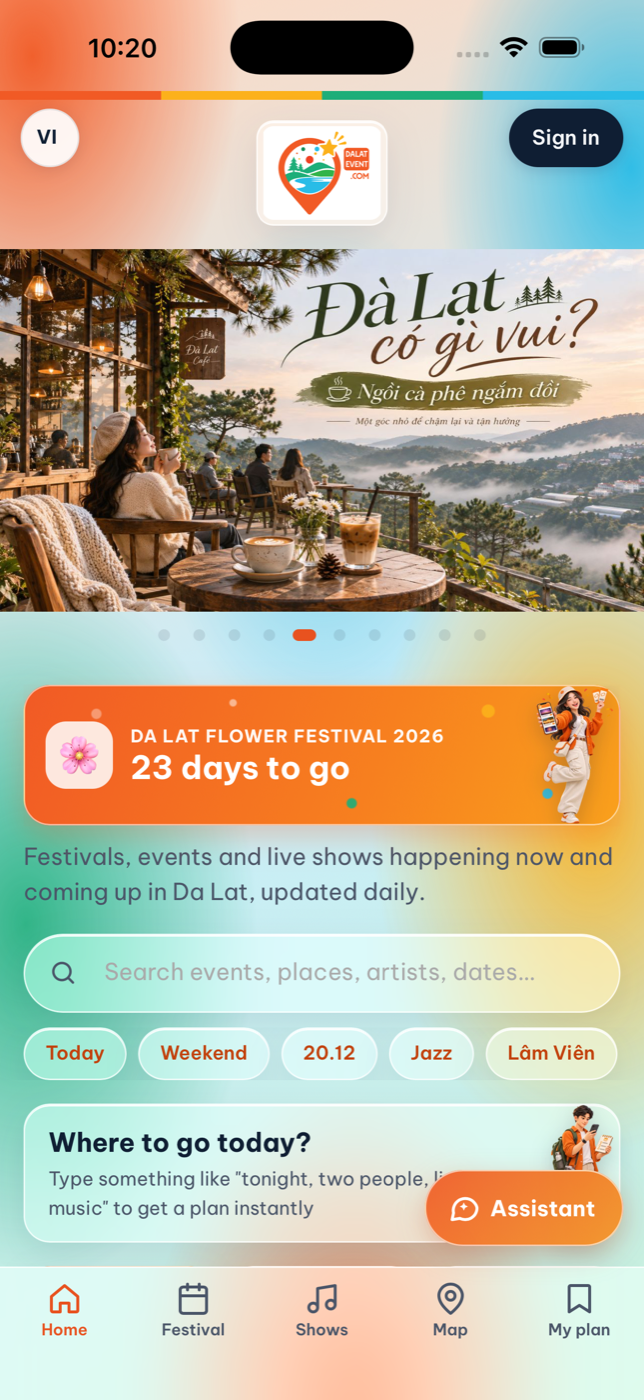 10:20
VI
DALAT
EVENT
.COM
Sign in
Đà Lạt
có gì vui?
Đà Lạt
Café
Ngồi cà phê ngắm đồi
Một góc nhỏ để chậm lại và tận hưởng
DA LAT FLOWER FESTIVAL 2026
23 days to go
Festivals, events and live shows happening now and
coming up in Da Lat, updated daily.
Search events, places, artists, dates...
Today
Weekend
20.12
Jazz
Lâm Viên
Where to go today?
Type something like "tonight, two people, li
music" to get a plan instantly
Assistant
Home
Festival
Shows
Map
My plan